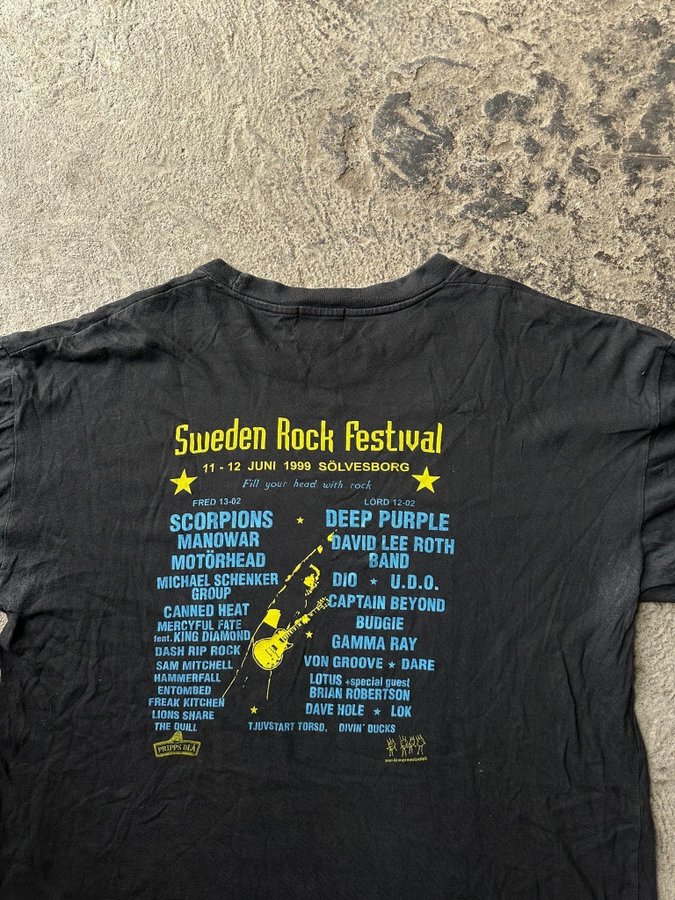 Sweden Rock Festival
11 - 12 JUNI 1999 SÖLVESBORG
Fill your head with rock
FRED 13-02
SCORPIONS
MANOWAR
MOTÖRHEAD
MICHAEL SCHENKER
GROUP
CANNED HEAT
MERCYFUL FATE
feat. KING DIAMOND
DASH RIP ROCK
SAM MITCHELL
HAMMERFALL
ENTOMBED
FREAK KITCHEN
LIONS SHARE
THE QUILL
LÖRD 12-02
DEEP PURPLE
DAVID LEE ROTH
BAND
DIO ★ U.D.O.
CAPTAIN BEYOND
BUDGIE
GAMMA RAY
VON GROOVE ★ DARE
LOTUS +special guest
BRIAN ROBERTSON
DAVE HOLE ★ LOK
TJUVSTART TORSD. DIVIN' DUCKS
PRIPPS BLÅ